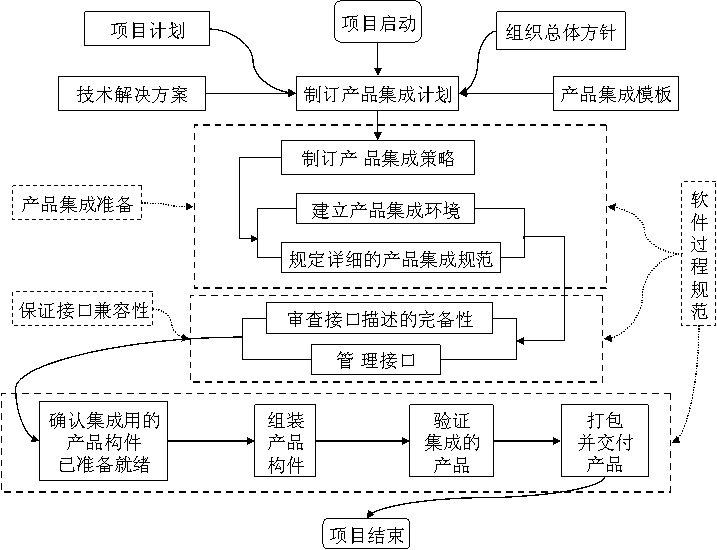 项目启动
项目计划
组织总体方针
技术解决方案
制订产品集成计划
产品集成模板
制订产 品集成策略
产品集成准备
建立产品集成环境
规定详细的产品集成规范
软
件
过
程
规
范
保证接口兼容性
审查接口描述的完备性
管 理接口
确认集成用的
产品构件
已准备就绪
组装
产品
构件
验证
集成的
产品
打包
并交付
产品
项目结束